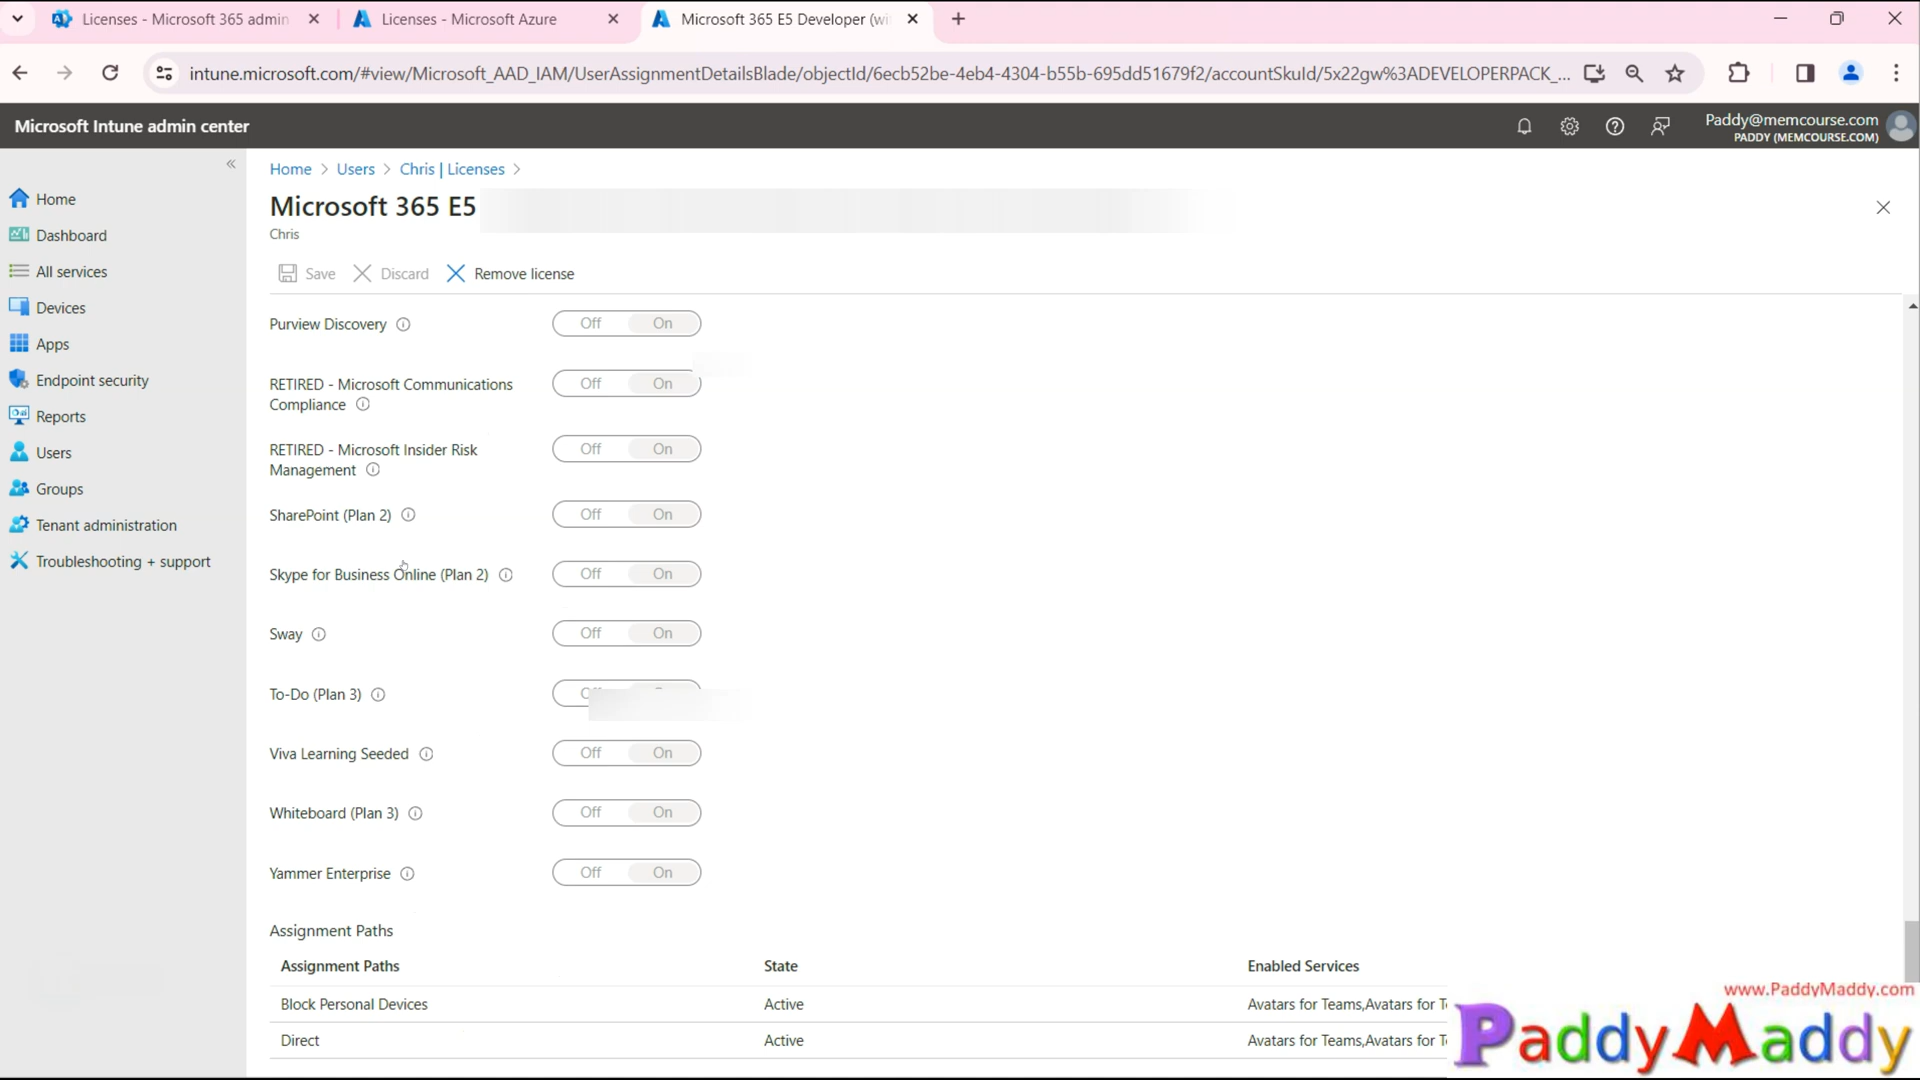 Licenses - Microsoft 365 admin
Licenses - Microsoft Azure
Microsoft 365 E5 Developer (wi
intune.microsoft.com/#view/Microsoft_AAD_IAM/UserAssignmentDetailsBlade/objectId/6ecb52be-4eb4-4304-b55b-695dd51679f2/accountSkuId/5x22gw%3ADEVELOPERPACK_...
Microsoft Intune admin center
Paddy@memcourse.com
PADDY (MEMCOURSE.COM)
Home
Dashboard
All services
Devices
Apps
Endpoint security
Reports
Users
Groups
Tenant administration
Troubleshooting + support
Home > Users > Chris | Licenses >
Microsoft 365 E5
Chris
Save Discard Remove license
Purview Discovery Off On
RETIRED - Microsoft Communications
Compliance Off On
RETIRED - Microsoft Insider Risk
Management Off On
SharePoint (Plan 2) Off On
Skype for Business Online (Plan 2) Off On
Sway Off On
To-Do (Plan 3)
Viva Learning Seeded Off On
Whiteboard (Plan 3) Off On
Yammer Enterprise Off On
Assignment Paths
Assignment Paths State Enabled Services
Block Personal Devices Active Avatars for Teams,Avatars for T
Direct Active Avatars for Teams,Avatars for T
www.PaddyMaddy.com
PaddyMaddy